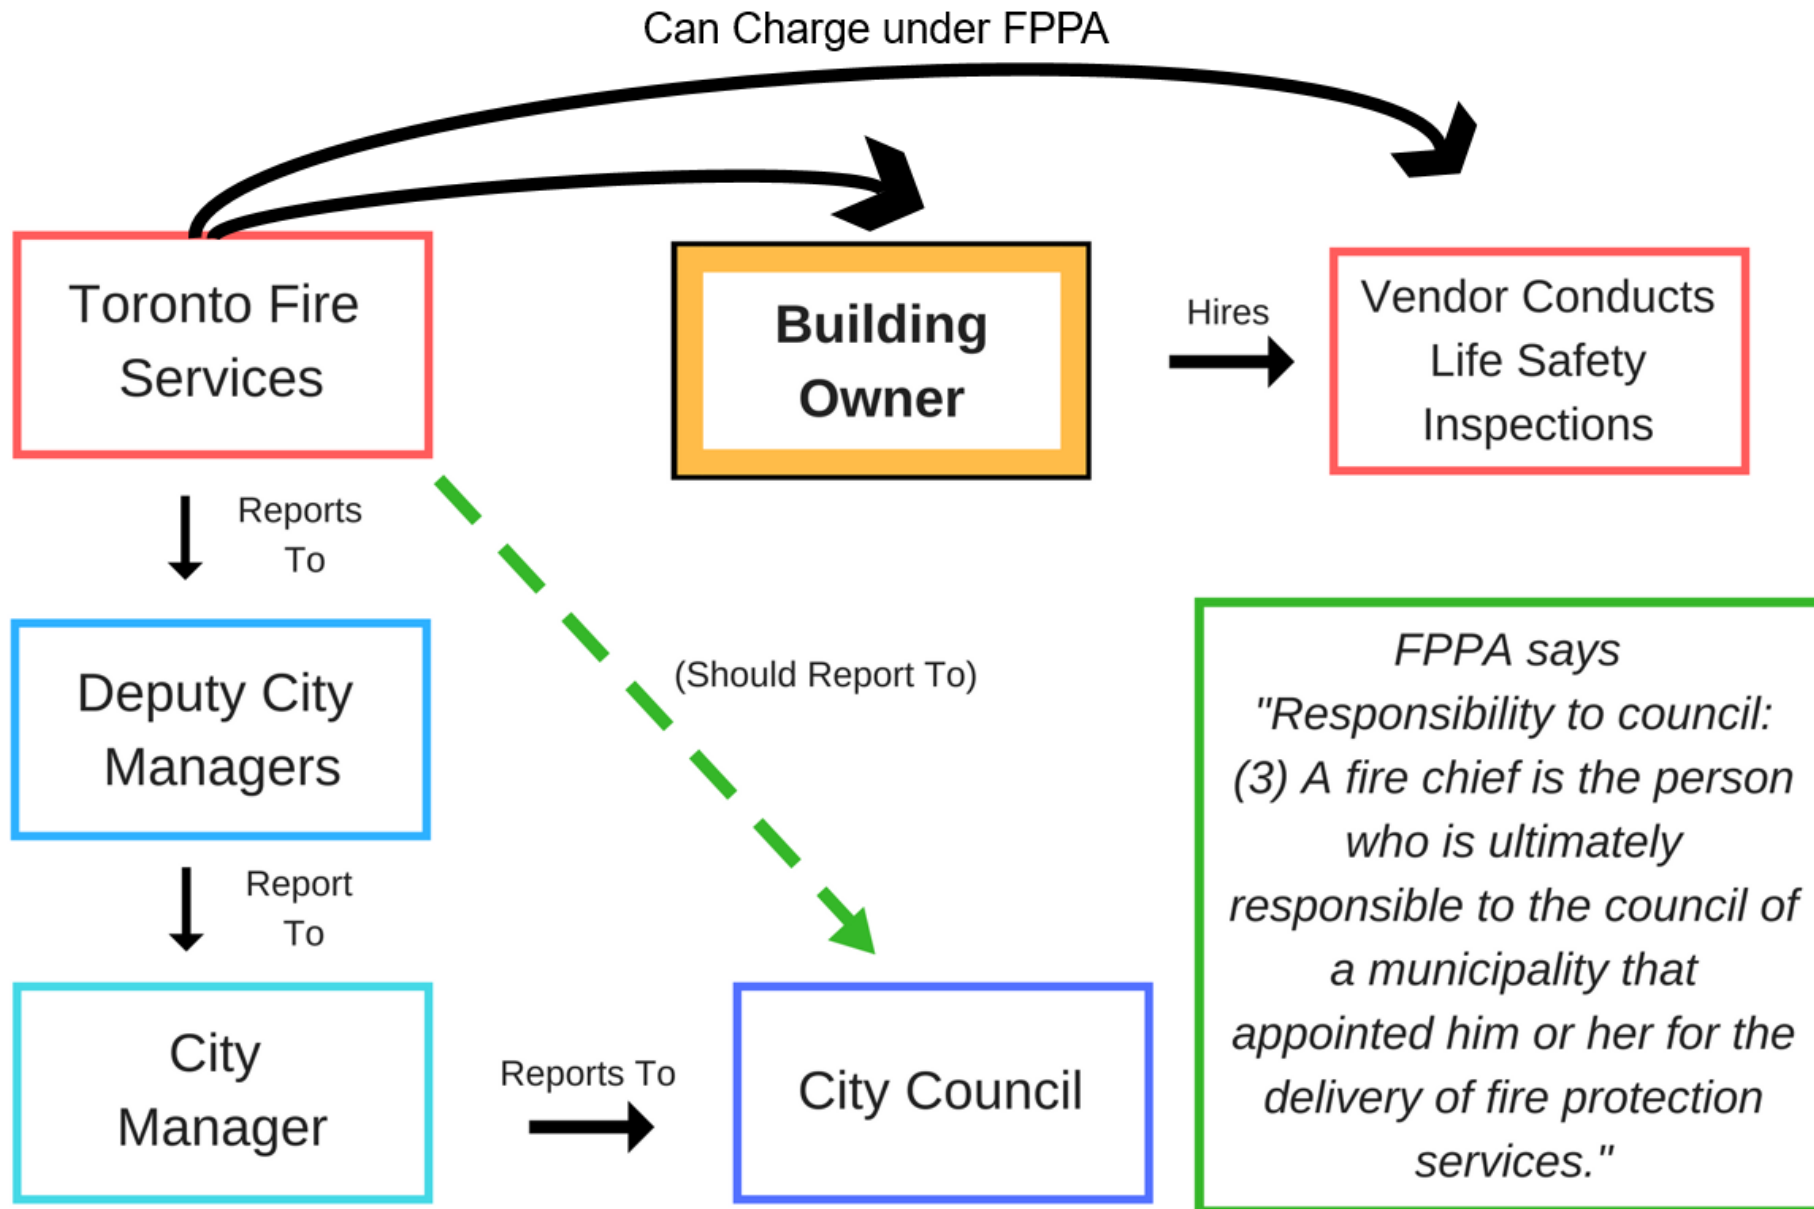 Can Charge under FPPA
Toronto Fire
Services
Building
Owner
Hires
Vendor Conducts
Life Safety
Inspections
Reports
To
(Should Report To)
Deputy City
Managers
Report
To
City
Manager
Reports To
City Council
FPPA says
"Responsibility to council:
(3) A fire chief is the person
who is ultimately
responsible to the council of
a municipality that
appointed him or her for the
delivery of fire protection
services."